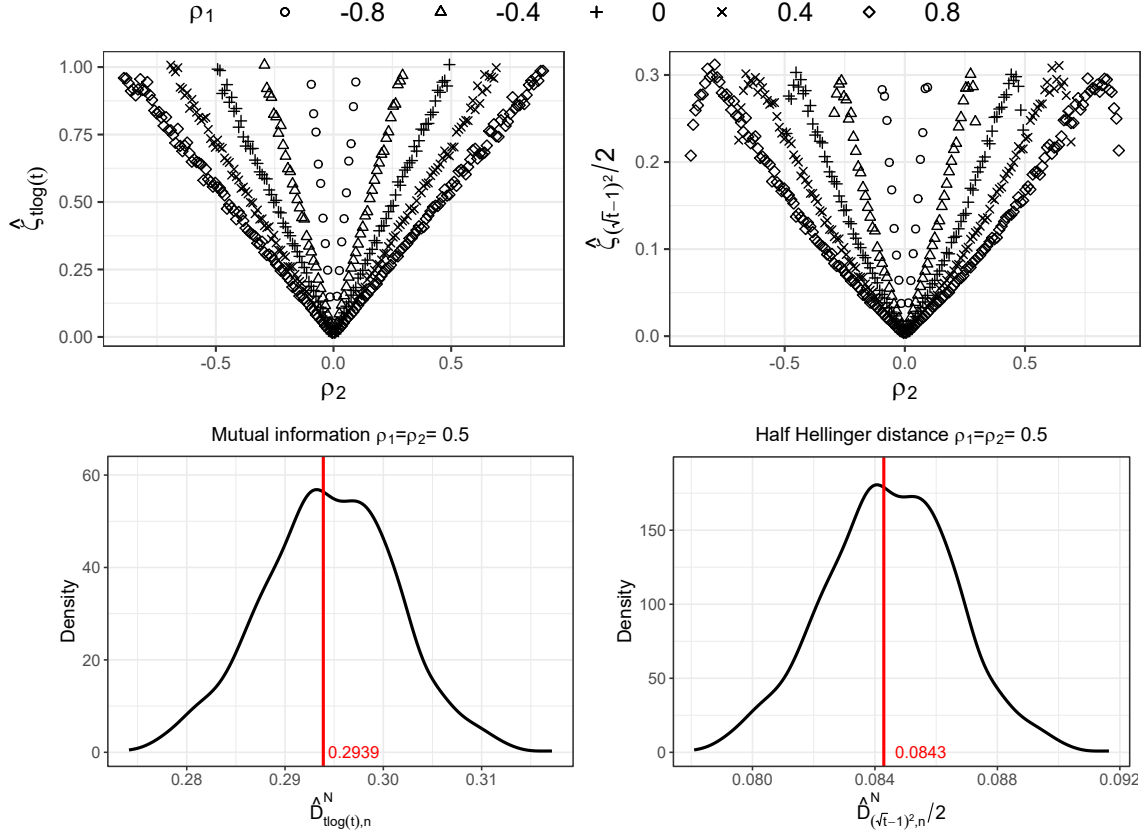 ρ1 -0.8 -0.4 0 0.4 0.8
1.00
0.75
0.50
0.25
0.00
ζ̂tlog(t)
-0.5 0.0 0.5
ρ2
0.3
0.2
0.1
0.0
ζ̂(√t−1)²/2
-0.5 0.0 0.5
ρ2
Mutual information ρ1=ρ2= 0.5
60
40
20
0
Density
0.2939
0.28 0.29 0.30 0.31
D̂Ntlog(t),n
Half Hellinger distance ρ1=ρ2= 0.5
150
100
50
0
Density
0.0843
0.080 0.084 0.088 0.092
D̂N(√t−1)²,n/2